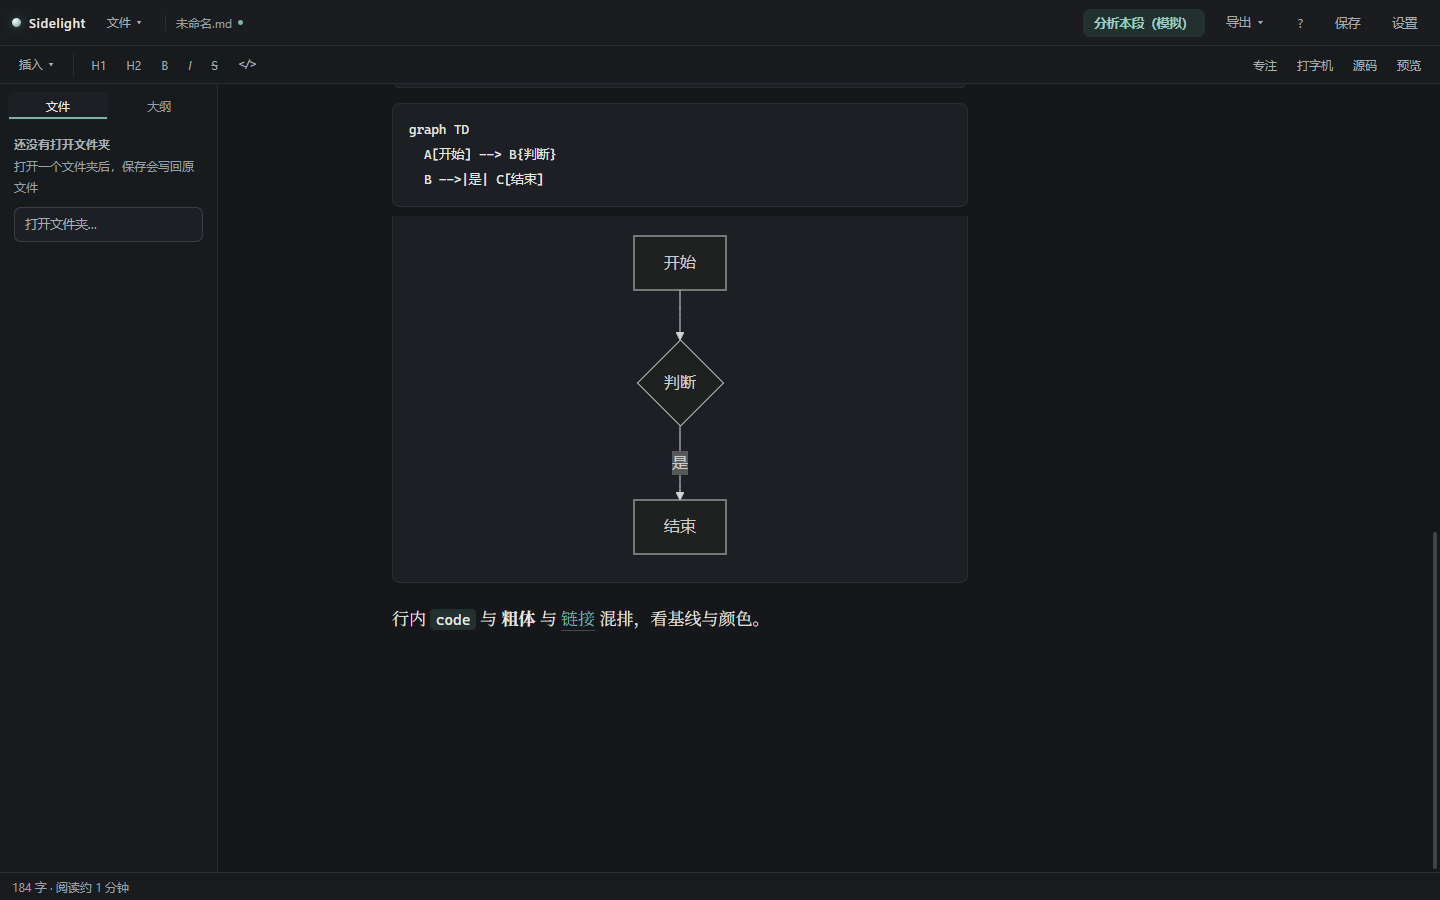 Sidelight 文件 未命名.md 分析本段（模拟） 导出 ? 保存 设置
插入 H1 H2 B I S </> 专注 打字机 源码 预览
文件 大纲
还没有打开文件夹
打开一个文件夹后，保存会写回原
文件
打开文件夹...
graph TD
A[开始] --> B{判断}
B -->|是| C[结束]
开始
判断
是
结束
行内 code 与 粗体 与 链接 混排，看基线与颜色。
184 字 · 阅读约 1 分钟